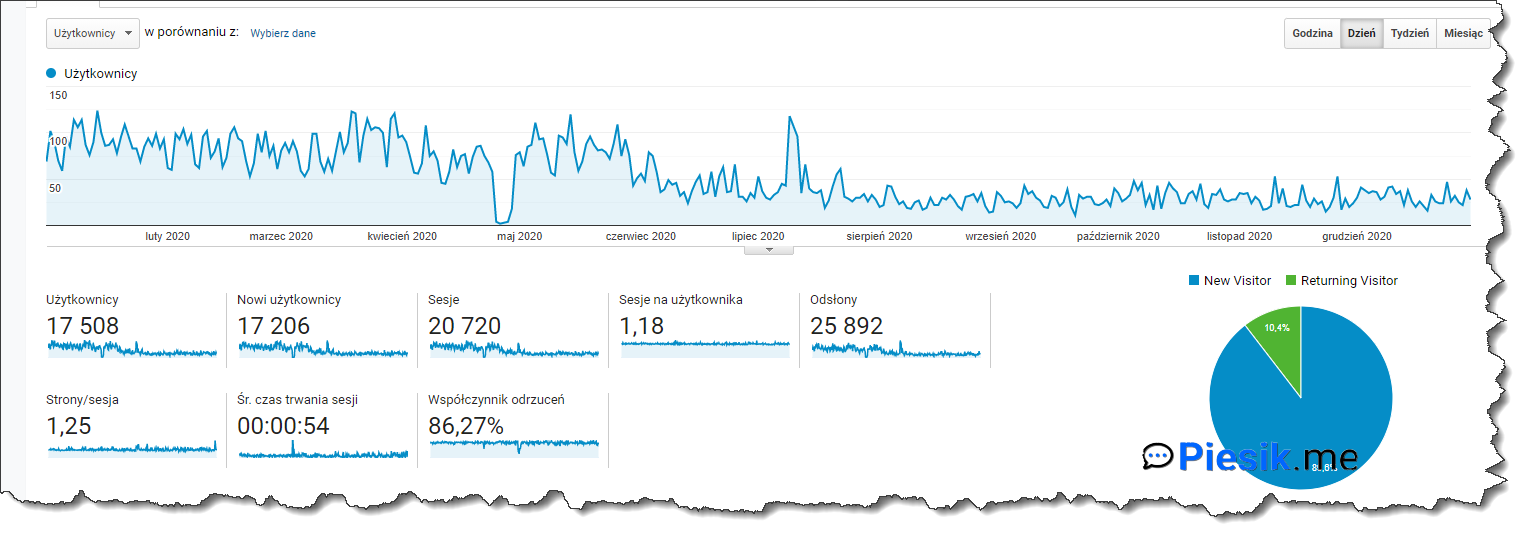 Użytkownicy w porównaniu z: Wybierz dane Godzina Dzień Tydzień Miesiąc
Użytkownicy
150
100
50
luty 2020 marzec 2020 kwiecień 2020 maj 2020 czerwiec 2020 lipiec 2020 sierpień 2020 wrzesień 2020 październik 2020 listopad 2020 grudzień 2020
New Visitor Returning Visitor
Użytkownicy Nowi użytkownicy Sesje Sesje na użytkownika Odsłony
17 508 17 206 20 720 1,18 25 892
10,4%
Strony/sesja Śr. czas trwania sesji Współczynnik odrzuceń
1,25 00:00:54 86,27%
Piesik.me